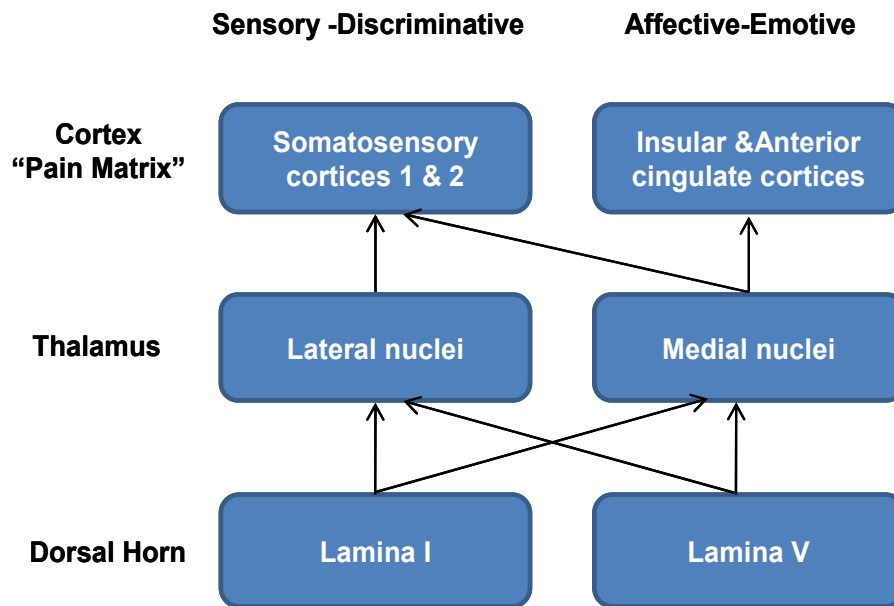 Sensory -Discriminative
Affective-Emotive
Cortex
“Pain Matrix”
Somatosensory
cortices 1 & 2
Insular &Anterior
cingulate cortices
Thalamus
Lateral nuclei
Medial nuclei
Dorsal Horn
Lamina I
Lamina V